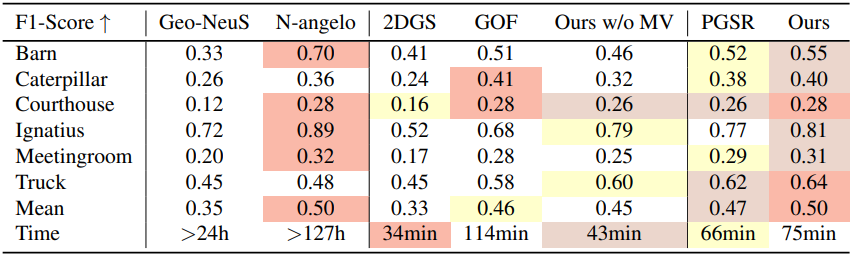 F1-Score ↑ Geo-NeuS N-angelo 2DGS GOF Ours w/o MV PGSR Ours
Barn 0.33 0.70 0.41 0.51 0.46 0.52 0.55
Caterpillar 0.26 0.36 0.24 0.41 0.32 0.38 0.40
Courthouse 0.12 0.28 0.16 0.28 0.26 0.26 0.28
Ignatius 0.72 0.89 0.52 0.68 0.79 0.77 0.81
Meetingroom 0.20 0.32 0.17 0.28 0.25 0.29 0.31
Truck 0.45 0.48 0.45 0.58 0.60 0.62 0.64
Mean 0.35 0.50 0.33 0.46 0.45 0.47 0.50
Time >24h >127h 34min 114min 43min 66min 75min